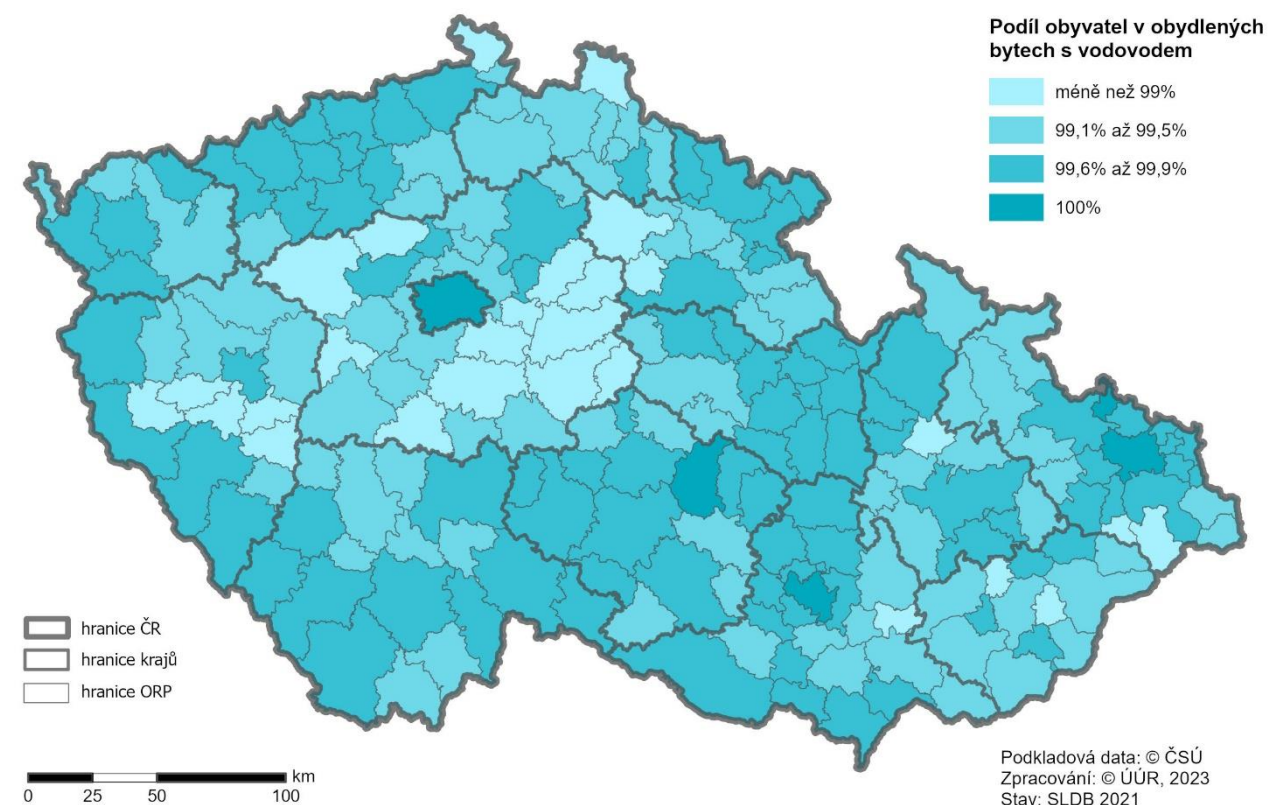 Podíl obyvatel v obydlených
bytech s vodovodem
méně než 99%
99,1% až 99,5%
99,6% až 99,9%
100%
hranice ČR
hranice krajů
hranice ORP
km
0 25 50 100
Podkladová data: © ČSÚ
Zpracování: © ÚÚR, 2023
Stav: SLDB 2021